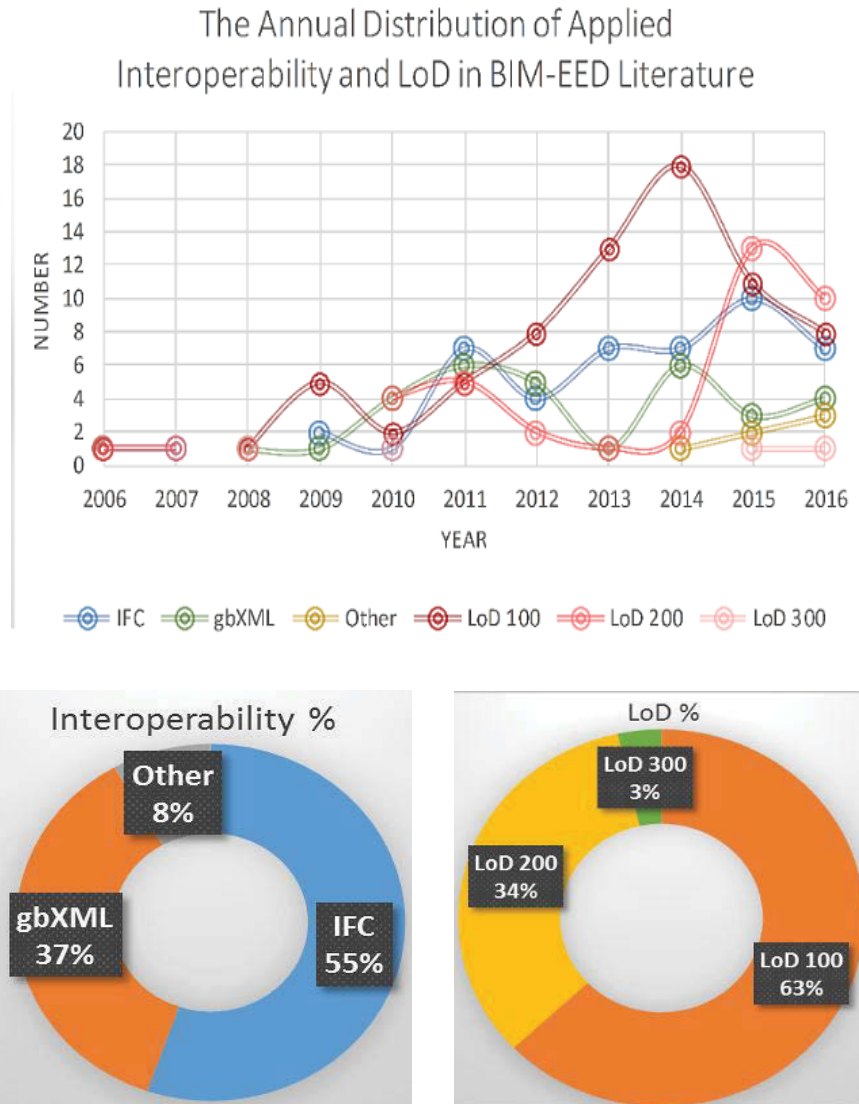 The Annual Distribution of Applied
Interoperability and LoD in BIM-EED Literature
NUMBER
20
18
16
14
12
10
8
6
4
2
0
2006 2007 2008 2009 2010 2011 2012 2013 2014 2015 2016
YEAR
IFC gbXML Other LoD 100 LoD 200 LoD 300
Interoperability %
Other
8%
gbXML
37%
IFC
55%
LoD %
LoD 300
3%
LoD 200
34%
LoD 100
63%